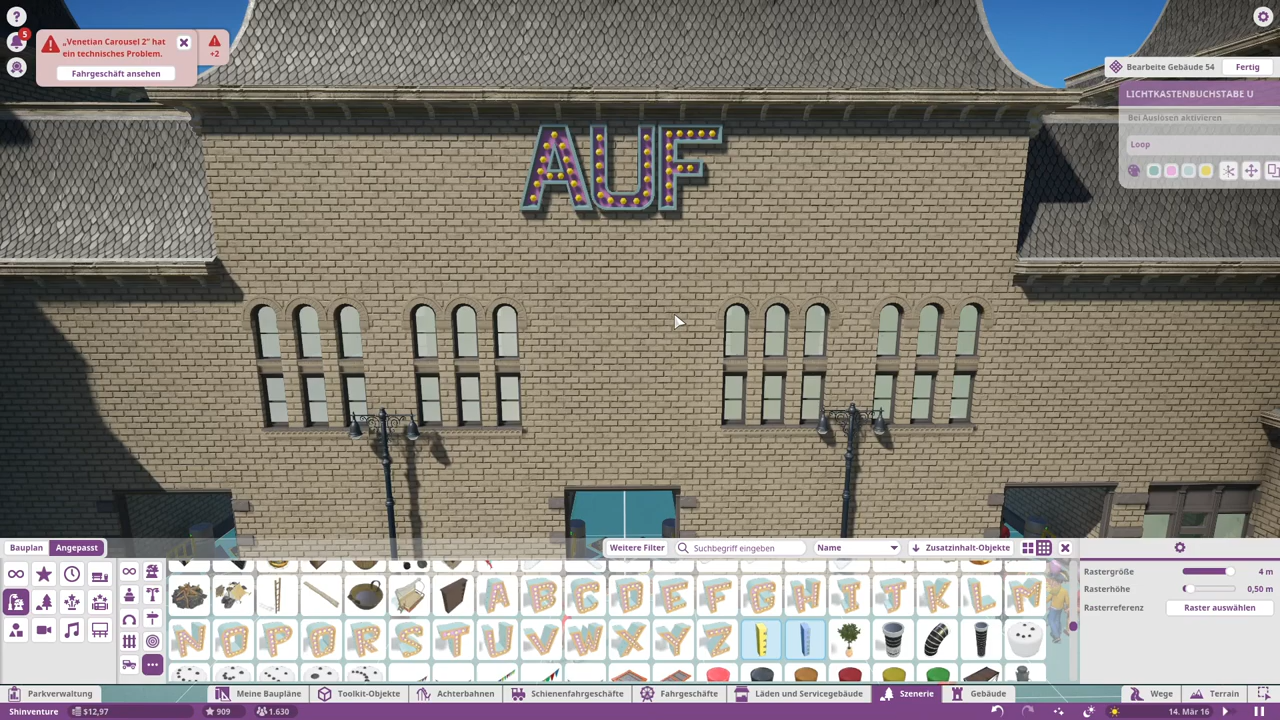 „Venetian Carousel 2“ hat
ein technisches Problem.
+2
Fahrgeschäft ansehen
5
?
Bearbeite Gebäude 54
Fertig
LICHTKASTENBUCHSTABE U
Bei Auslösen aktivieren
Loop
AUF
Bauplan
Angepasst
Weitere Filter
Suchbegriff eingeben
Name
Zusatzinhalt-Objekte
Rastergröße
4 m
Rasterhöhe
0,50 m
Rasterreferenz
Raster auswählen
A B C D E F G H I J K L M
N O P Q R S T U V W X Y Z
Parkverwaltung
Meine Baupläne
Toolkit-Objekte
Achterbahnen
Schienenfahrgeschäfte
Fahrgeschäfte
Läden und Servicegebäude
Szenerie
Gebäude
Wege
Terrain
Shinventure
$12,97
909
1.630
14. Mär 16